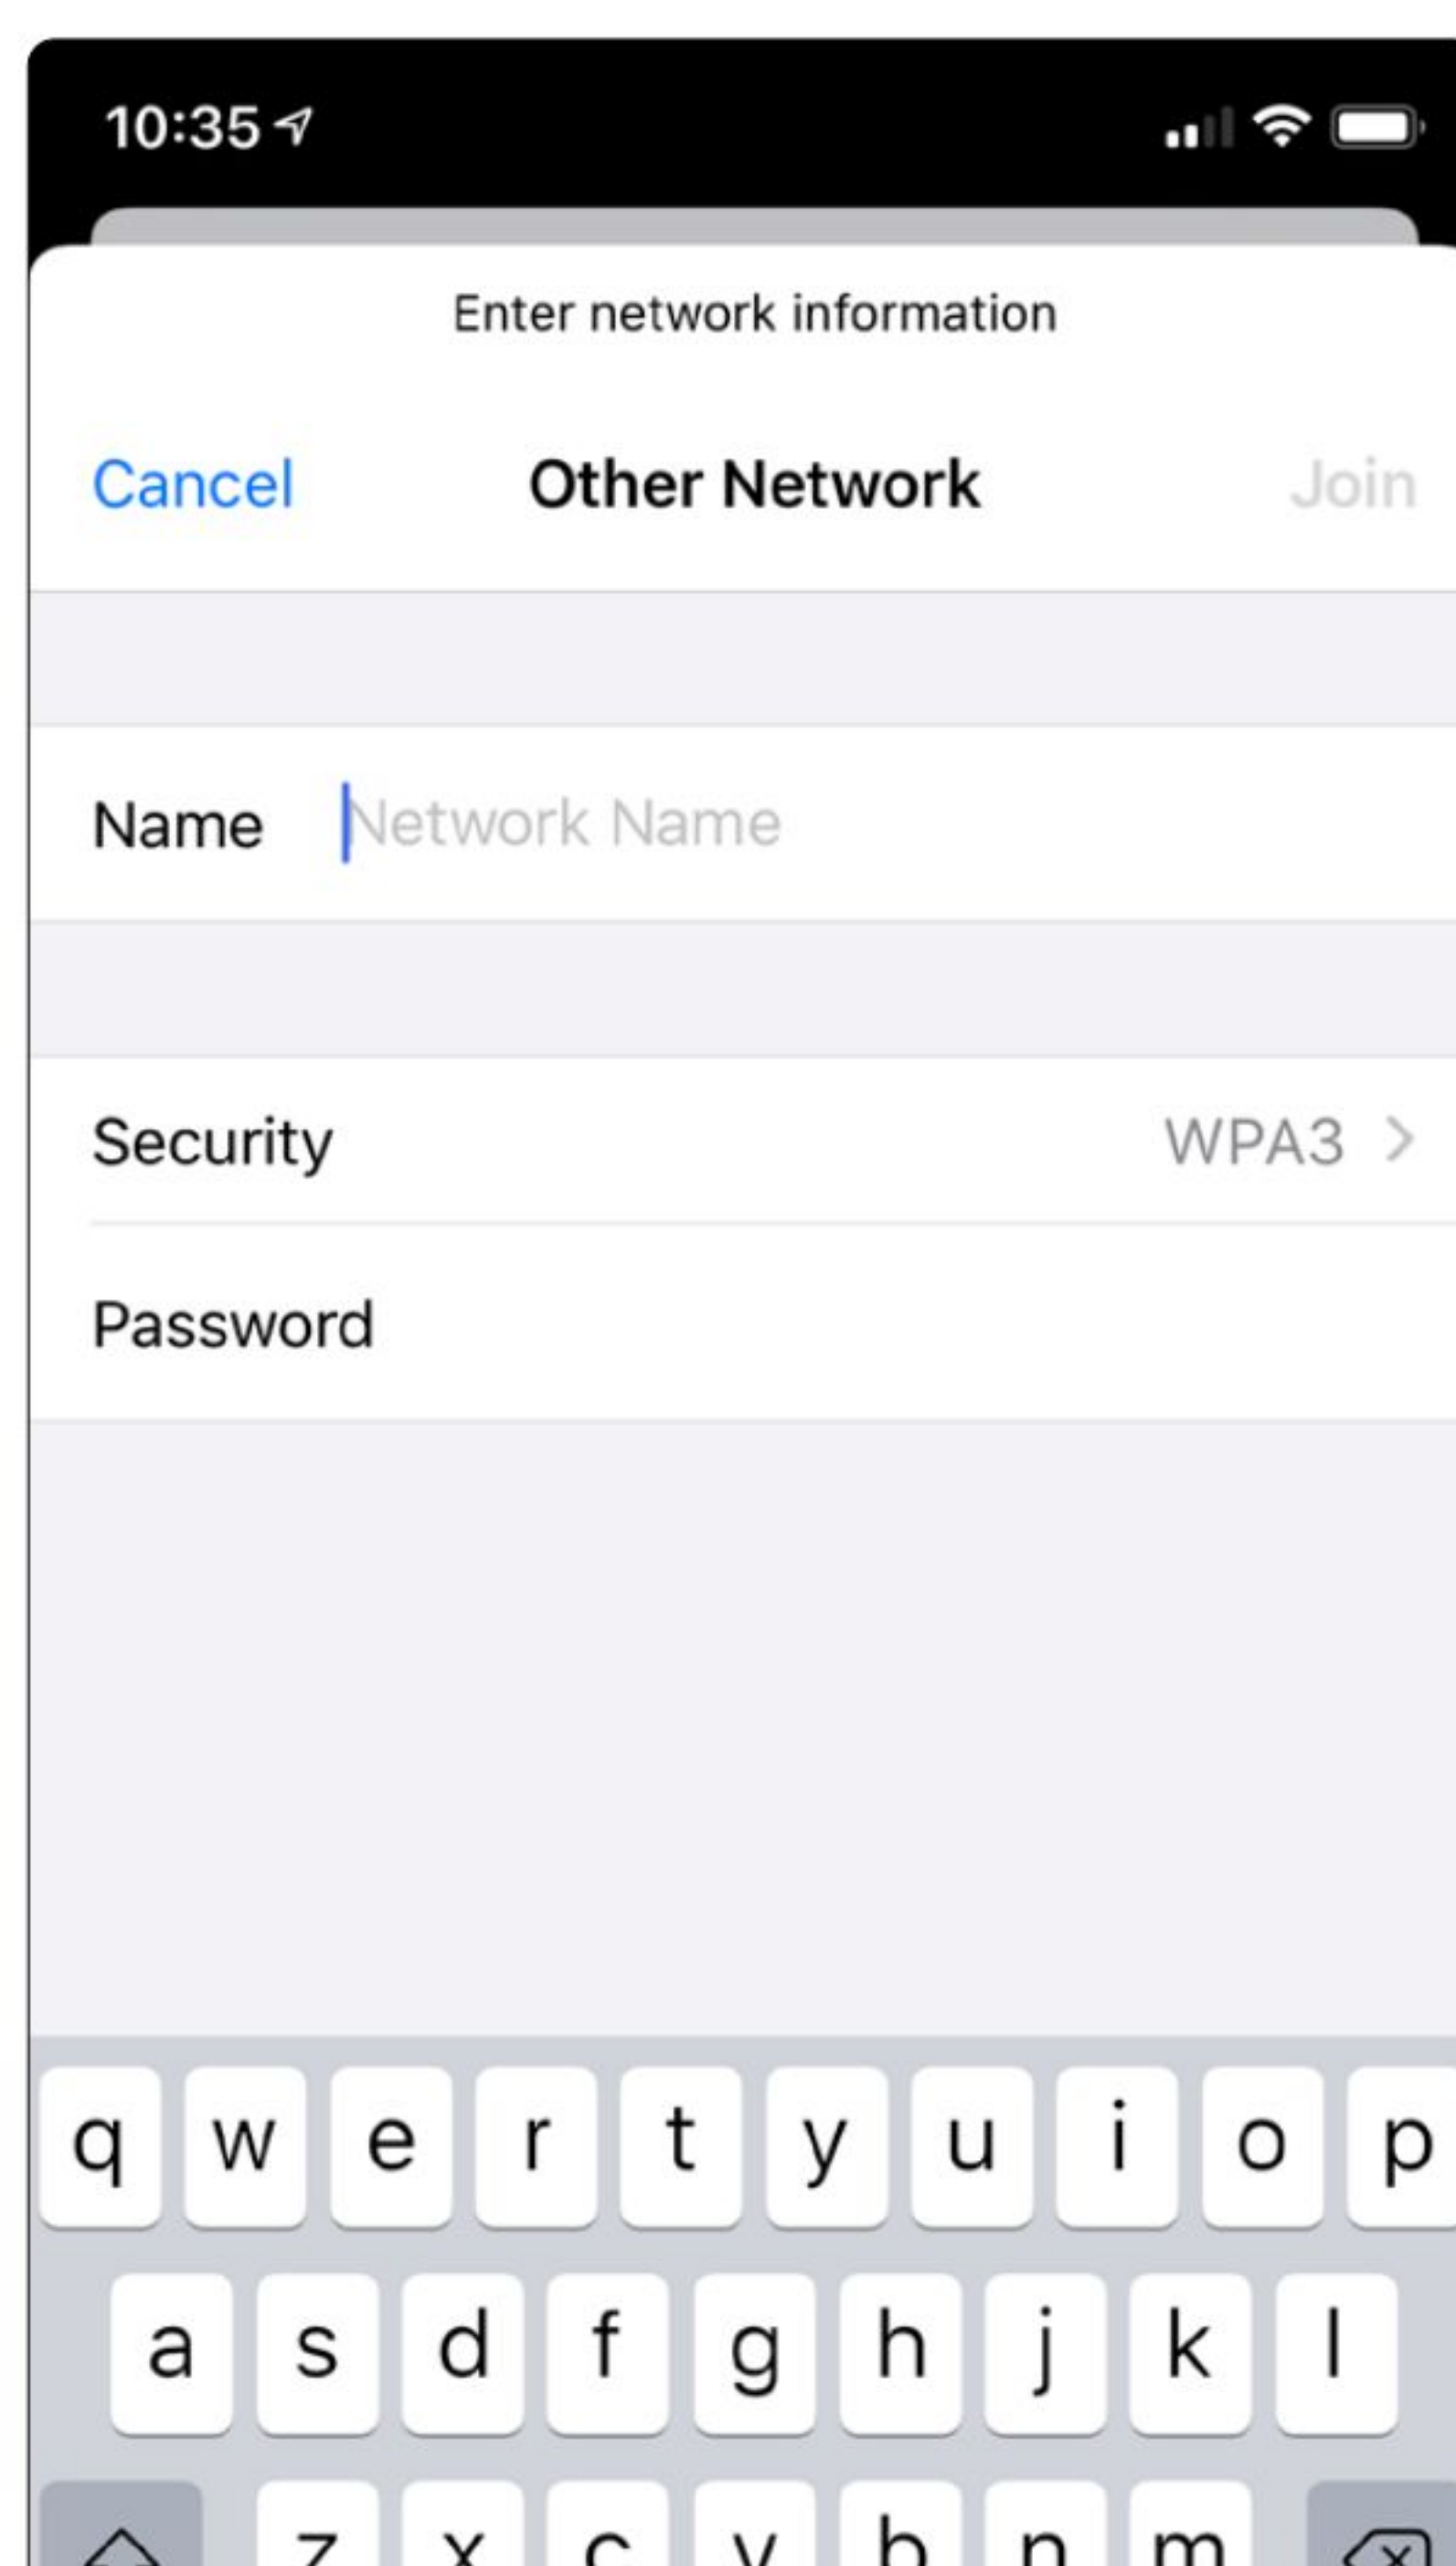 10:35
Enter network information
Cancel Other Network Join
Name Network Name
Security WPA3
Password
q w e r t y u i o p
a s d f g h j k l
z x c v b n m